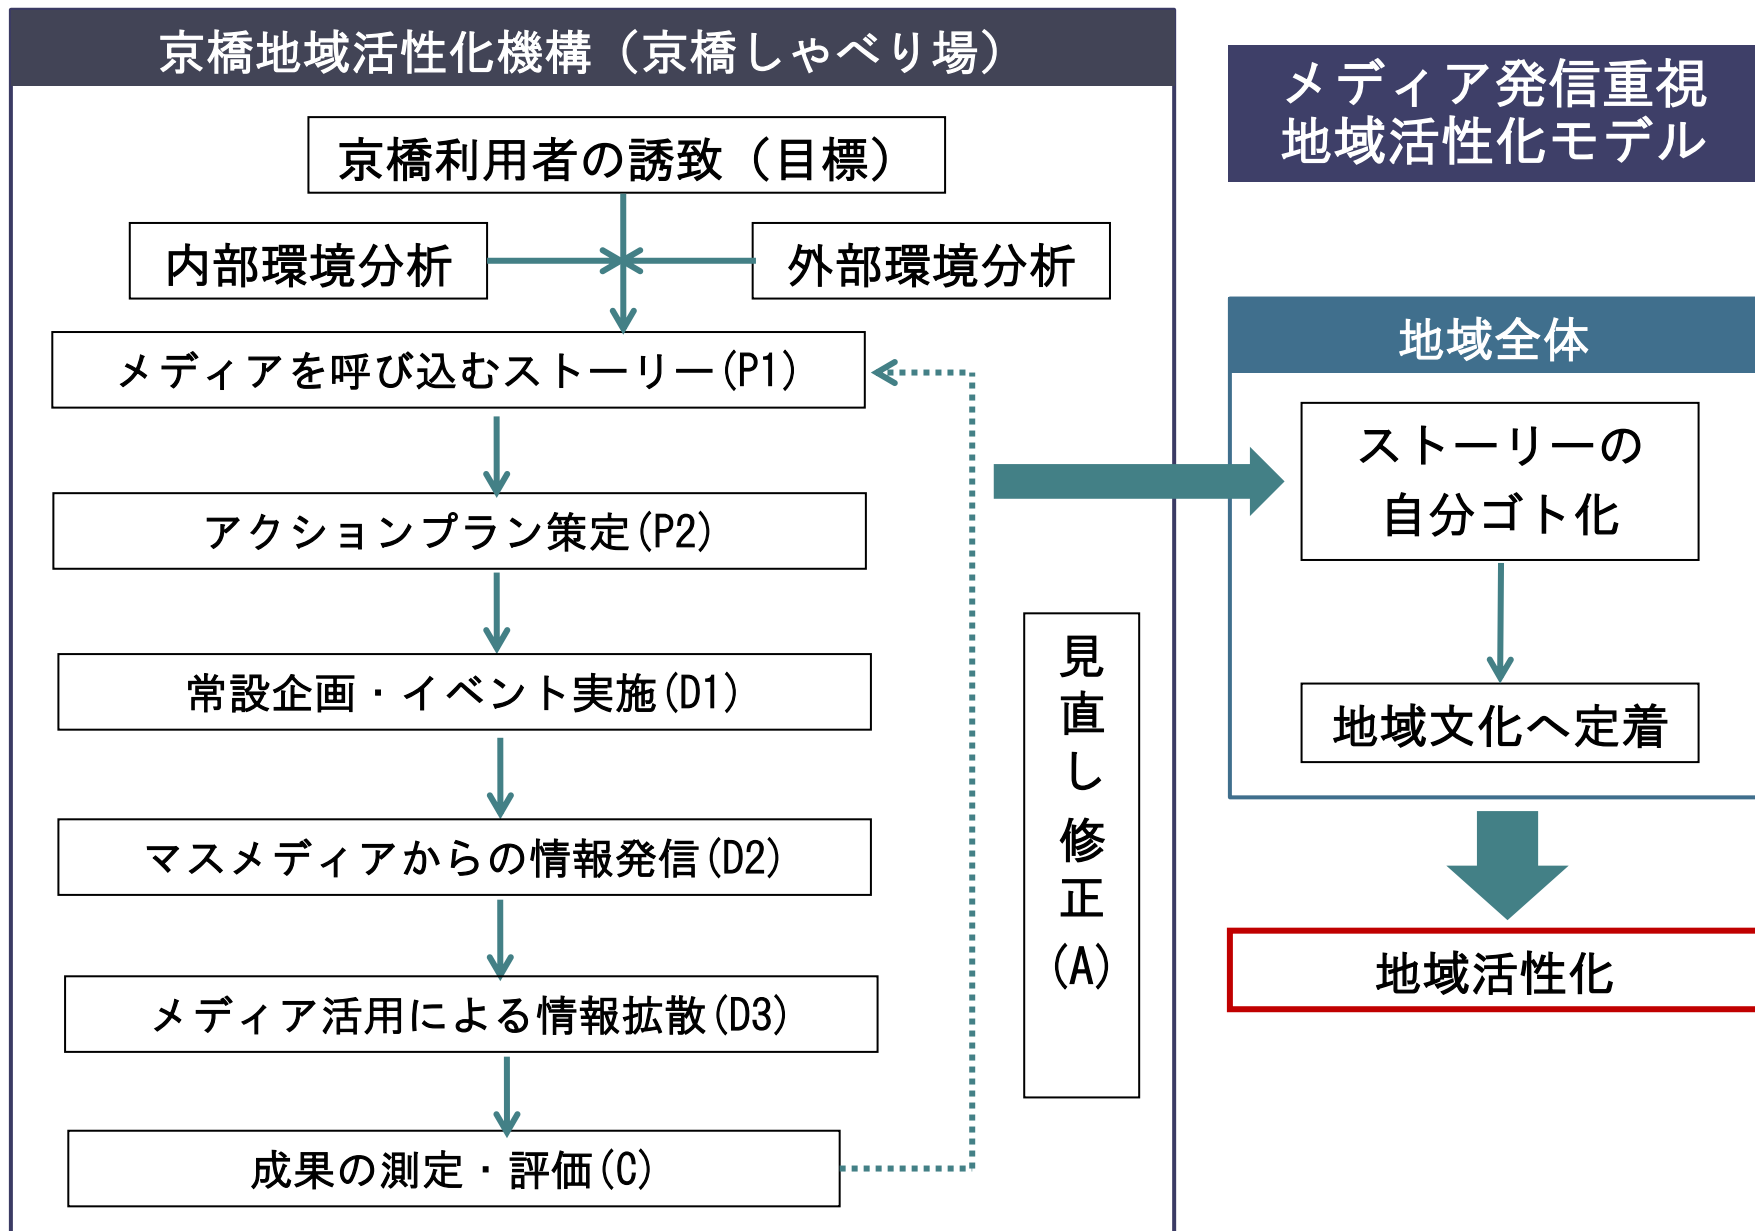 京橋地域活性化機構（京橋しゃべり場）
京橋利用者の誘致（目標）
内部環境分析
外部環境分析
メディアを呼び込むストーリー(P1)
アクションプラン策定(P2)
常設企画・イベント実施(D1)
マスメディアからの情報発信(D2)
メディア活用による情報拡散(D3)
成果の測定・評価(C)
見直し修正(A)
メディア発信重視
地域活性化モデル
地域全体
ストーリーの
自分ゴト化
地域文化へ定着
地域活性化